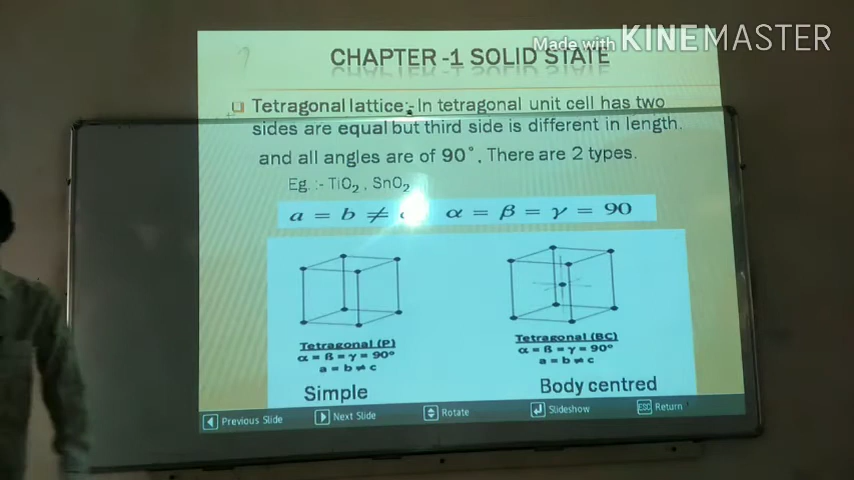 Made with KINEMASTER
CHAPTER -1 SOLID STATE
Tetragonal lattice:- In tetragonal unit cell has two
sides are equal but third side is different in length.
and all angles are of 90°. There are 2 types.
Eg. :- TiO₂ , SnO₂
a = b ≠ α = β = γ = 90
Tetragonal (P)
α = β = γ = 90°
a = b ≠ c
Simple
Tetragonal (BC)
α = β = γ = 90°
a = b ≠ c
Body centred
Previous Slide Next Slide Rotate Slideshow ESC Return